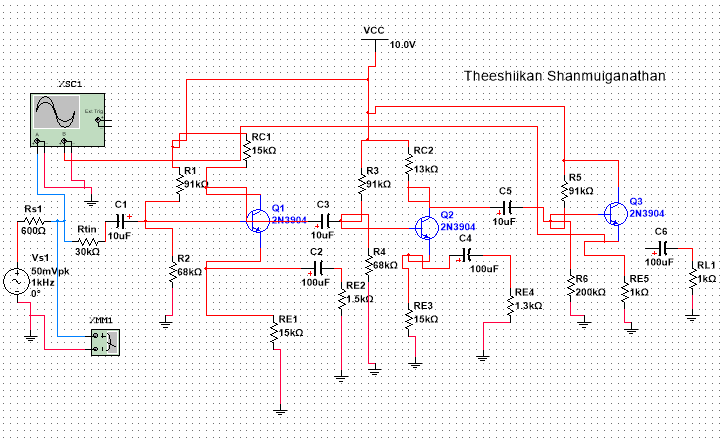 VCC
10.0V
Theeshiikan Shanmuiganathan
XSC1
Ext Trig
A
B
RC1
15kΩ
RC2
13kΩ
R1
91kΩ
R3
91kΩ
R5
91kΩ
Rs1
600Ω
C1
10uF
Rtin
30kΩ
Q1
2N3904
C3
10uF
Q2
2N3904
C5
10uF
Q3
2N3904
R2
68kΩ
C2
100uF
R4
68kΩ
C4
100uF
R6
200kΩ
C6
100uF
RE5
1kΩ
RL1
1kΩ
Vs1
50mVpk
1kHz
0°
RE2
1.5kΩ
RE4
1.3kΩ
RE3
15kΩ
RE1
15kΩ
XMM1